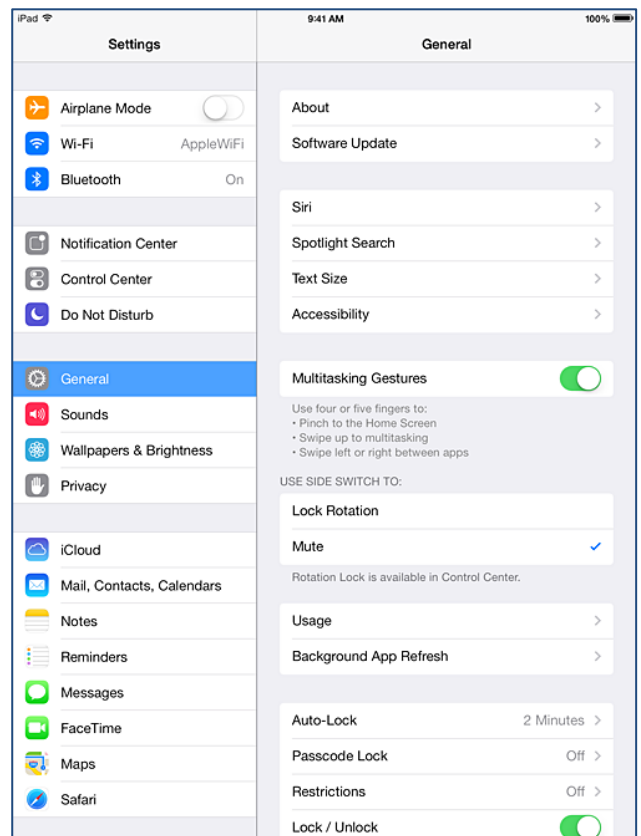 iPad
9:41 AM
100%
Settings
Airplane Mode
Wi-Fi AppleWiFi
Bluetooth On
Notification Center
Control Center
Do Not Disturb
General
Sounds
Wallpapers & Brightness
Privacy
iCloud
Mail, Contacts, Calendars
Notes
Reminders
Messages
FaceTime
Maps
Safari
General
About
Software Update
Siri
Spotlight Search
Text Size
Accessibility
Multitasking Gestures
Use four or five fingers to:
• Pinch to the Home Screen
• Swipe up to multitasking
• Swipe left or right between apps
USE SIDE SWITCH TO:
Lock Rotation
Mute
Rotation Lock is available in Control Center.
Usage
Background App Refresh
Auto-Lock 2 Minutes
Passcode Lock Off
Restrictions Off
Lock / Unlock